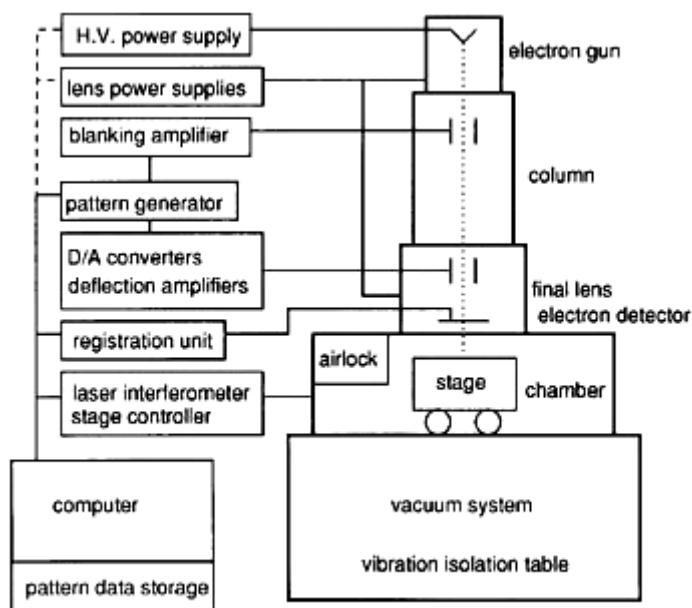 H.V. power supply
lens power supplies
blanking amplifier
pattern generator
D/A converters
deflection amplifiers
registration unit
laser interferometer
stage controller
computer
pattern data storage
electron gun
column
final lens
electron detector
airlock
stage
chamber
vacuum system
vibration isolation table